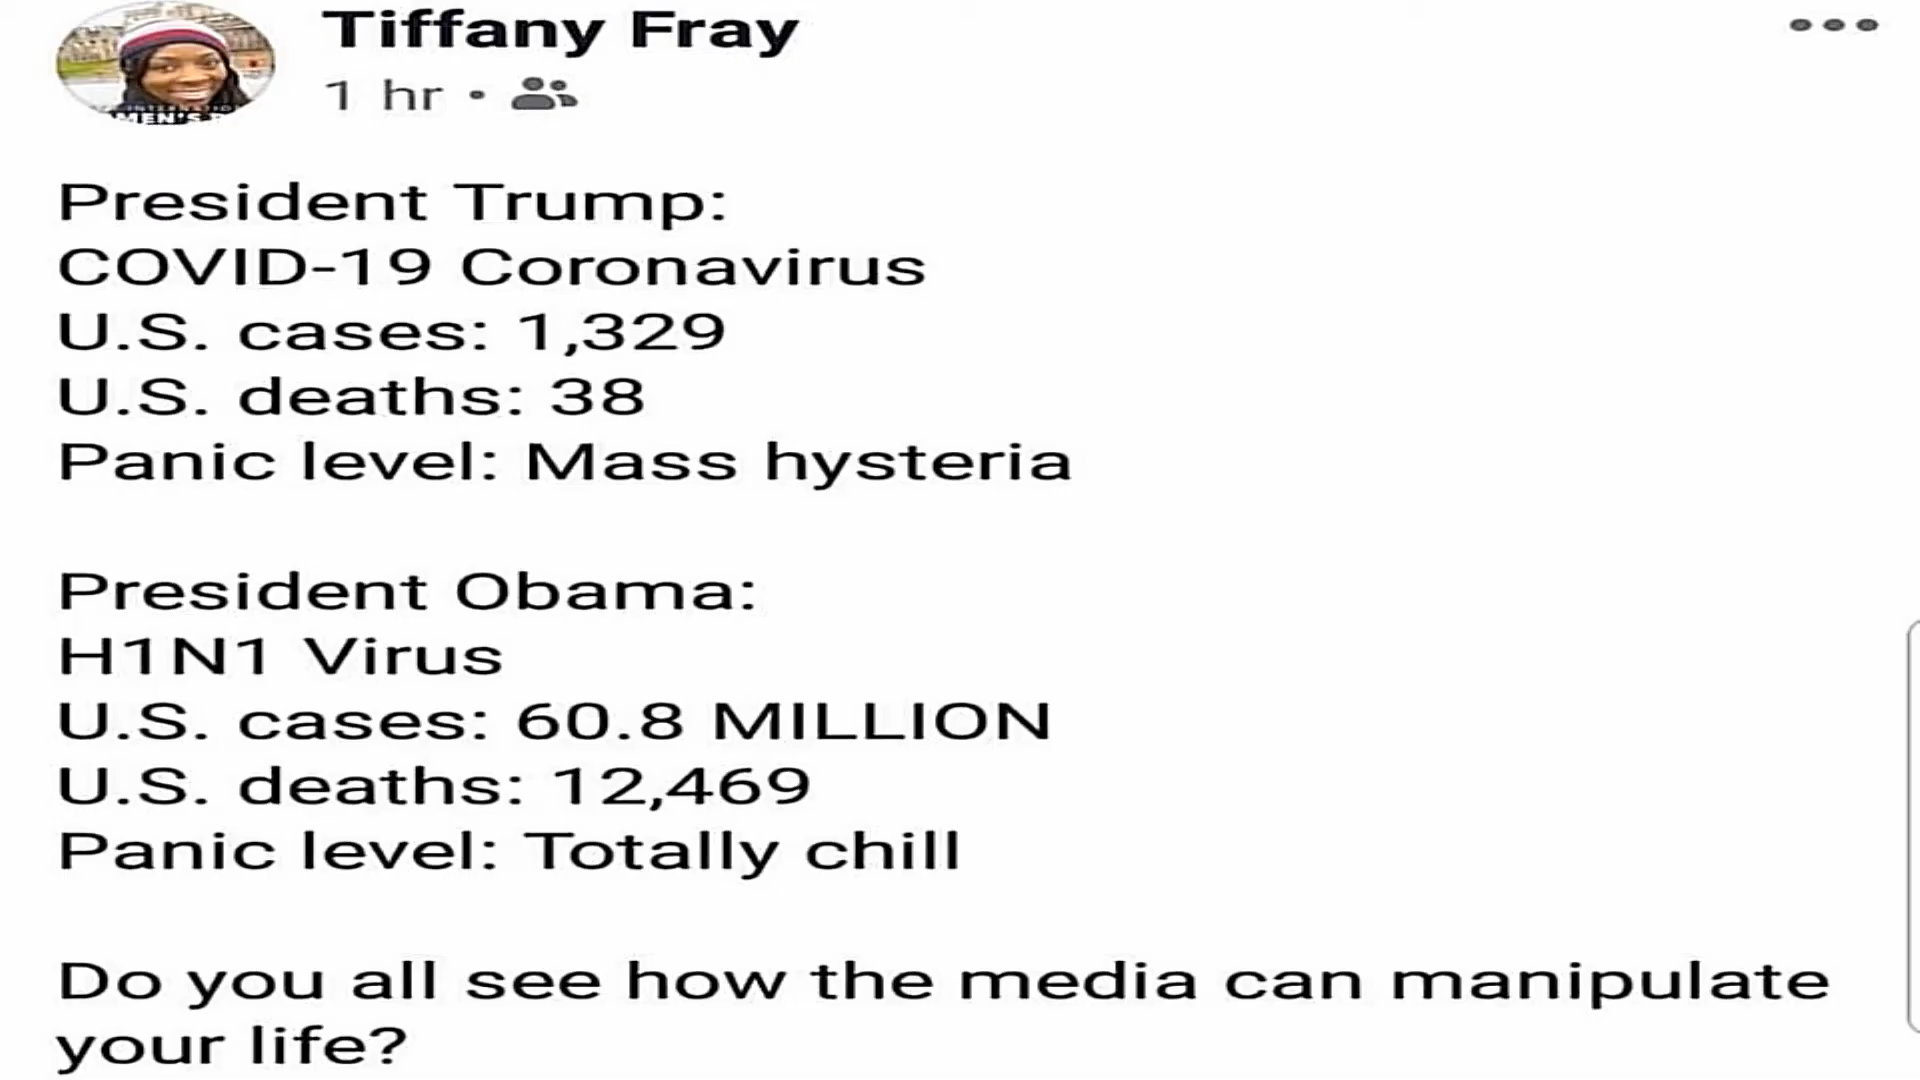 Tiffany Fray
1 hr
MEN'S
President Trump:
COVID-19 Coronavirus
U.S. cases: 1,329
U.S. deaths: 38
Panic level: Mass hysteria
President Obama:
H1N1 Virus
U.S. cases: 60.8 MILLION
U.S. deaths: 12,469
Panic level: Totally chill
Do you all see how the media can manipulate
your life?